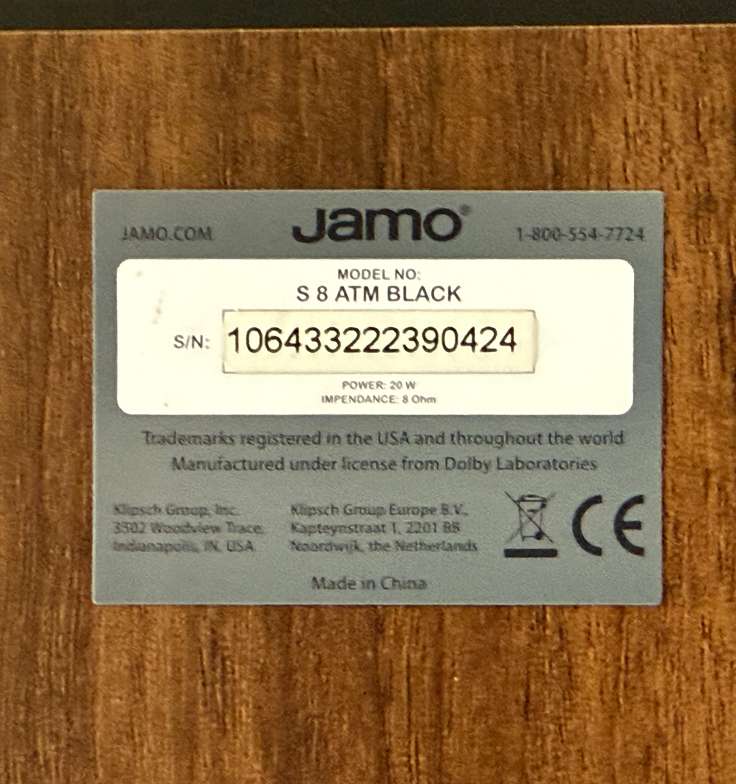 JAMO.COM Jamo® 1-800-554-7724
MODEL NO:
S 8 ATM BLACK
S/N: 106433222390424
POWER: 20 W
IMPENDANCE: 8 Ohm
Trademarks registered in the USA and throughout the world
Manufactured under license from Dolby Laboratories
Klipsch Group, Inc. Klipsch Group Europe B.V.,
3502 Woodview Trace, Kapteynstraat 1, 2201 BB
Indianapolis, IN, USA Noordwijk, the Netherlands
CE
Made in China